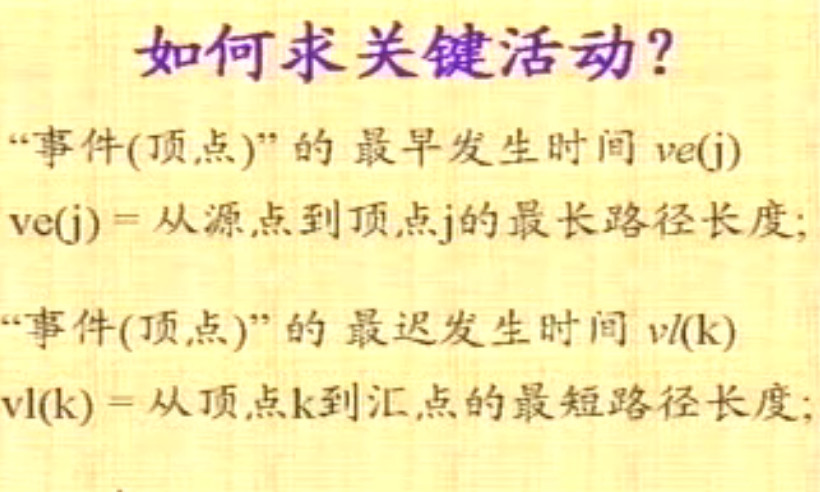 如何求关键活动?
“事件(顶点)” 的 最早发生时间 ve(j)
ve(j) = 从源点到顶点j的最长路径长度;
“事件(顶点)” 的 最迟发生时间 vl(k)
vl(k) = 从顶点k到汇点的最短路径长度;